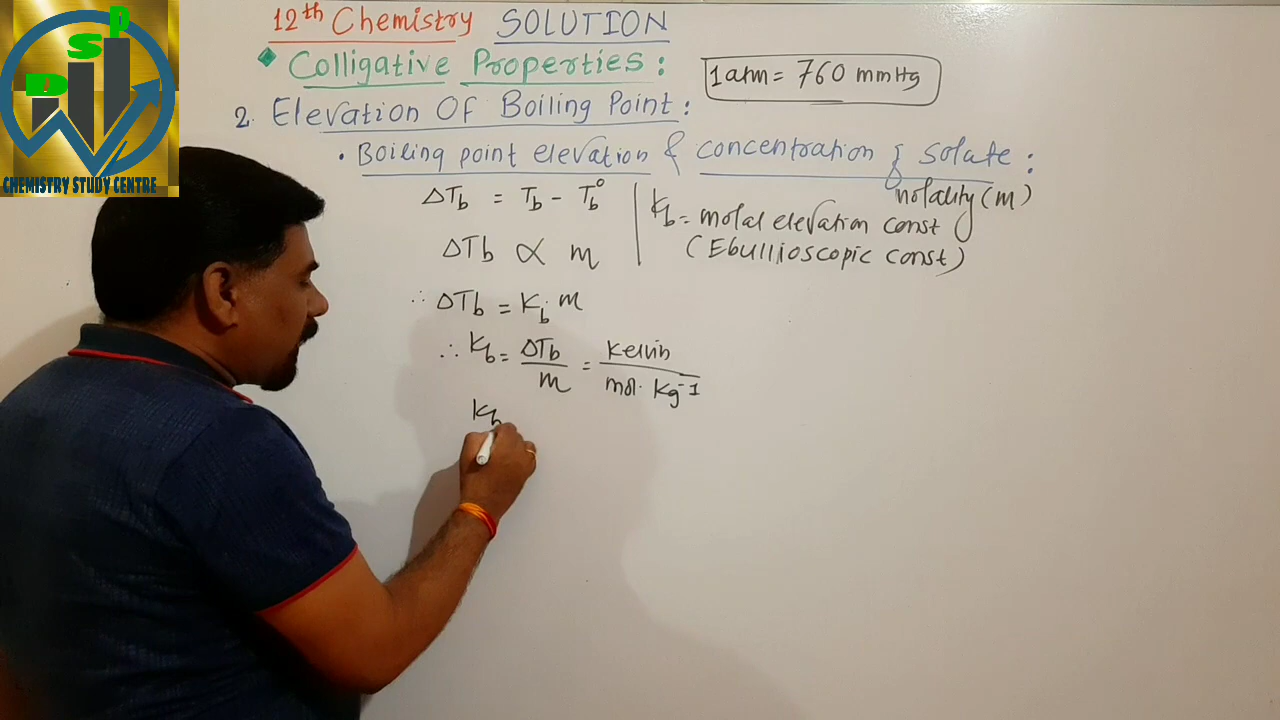 DSP
CHEMISTRY STUDY CENTRE
12th Chemistry SOLUTION
Colligative Properties:
1 atm = 760 mmHg
2. Elevation Of Boiling Point:
• Boiling point elevation & concentration of solute:
molality (m)
ΔTb = Tb - Tb°
Kb = molal elevation const
(Ebullioscopic const)
ΔTb ∝ m
∴ ΔTb = Kb · m
∴ Kb = ΔTb/m = Kelvin/mol· Kg⁻¹
Kb